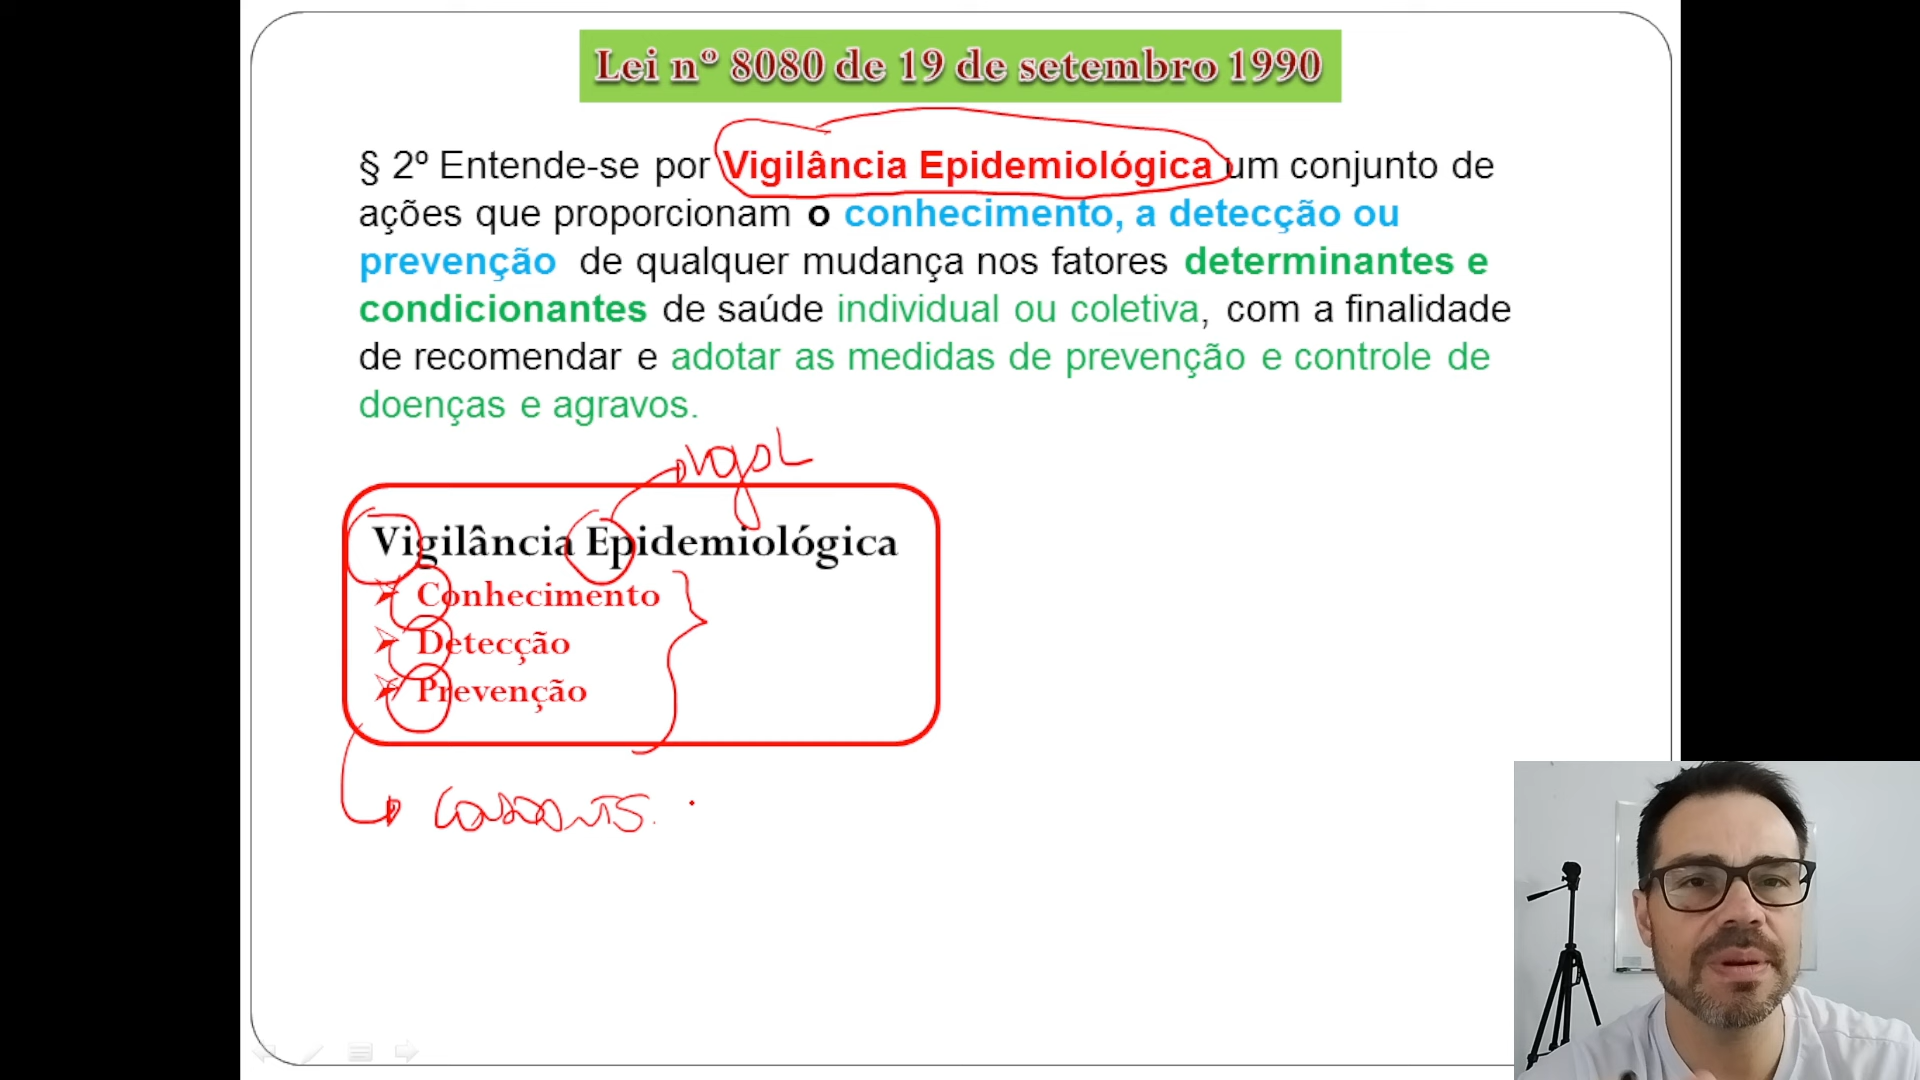 Lei nº 8080 de 19 de setembro 1990
§ 2º Entende-se por Vigilância Epidemiológica um conjunto de
ações que proporcionam o conhecimento, a detecção ou
prevenção de qualquer mudança nos fatores determinantes e
condicionantes de saúde individual ou coletiva, com a finalidade
de recomendar e adotar as medidas de prevenção e controle de
doenças e agravos.
Vigilância Epidemiológica
Conhecimento
Detecção
Prevenção